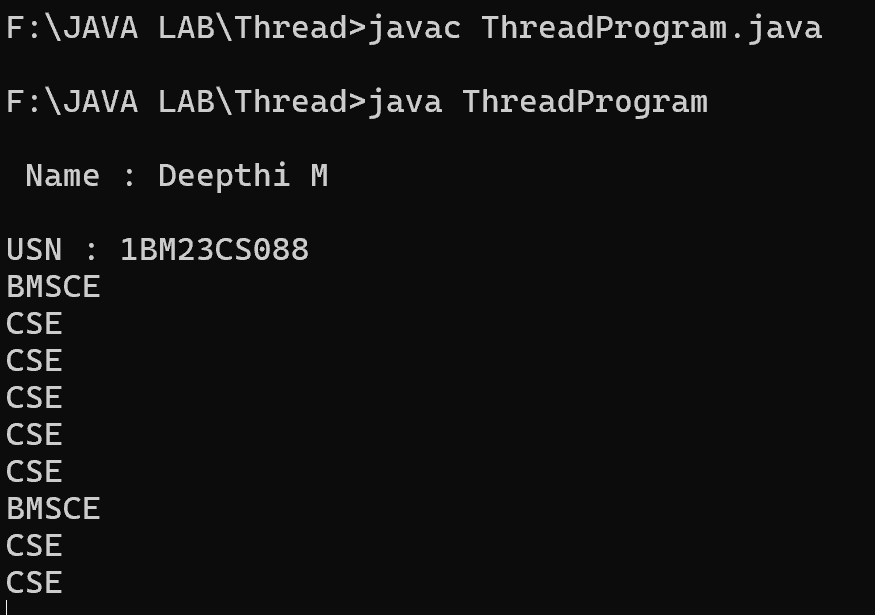 F:\JAVA LAB\Thread>javac ThreadProgram.java
F:\JAVA LAB\Thread>java ThreadProgram
Name : Deepthi M
USN : 1BM23CS088
BMSCE
CSE
CSE
CSE
CSE
CSE
BMSCE
CSE
CSE